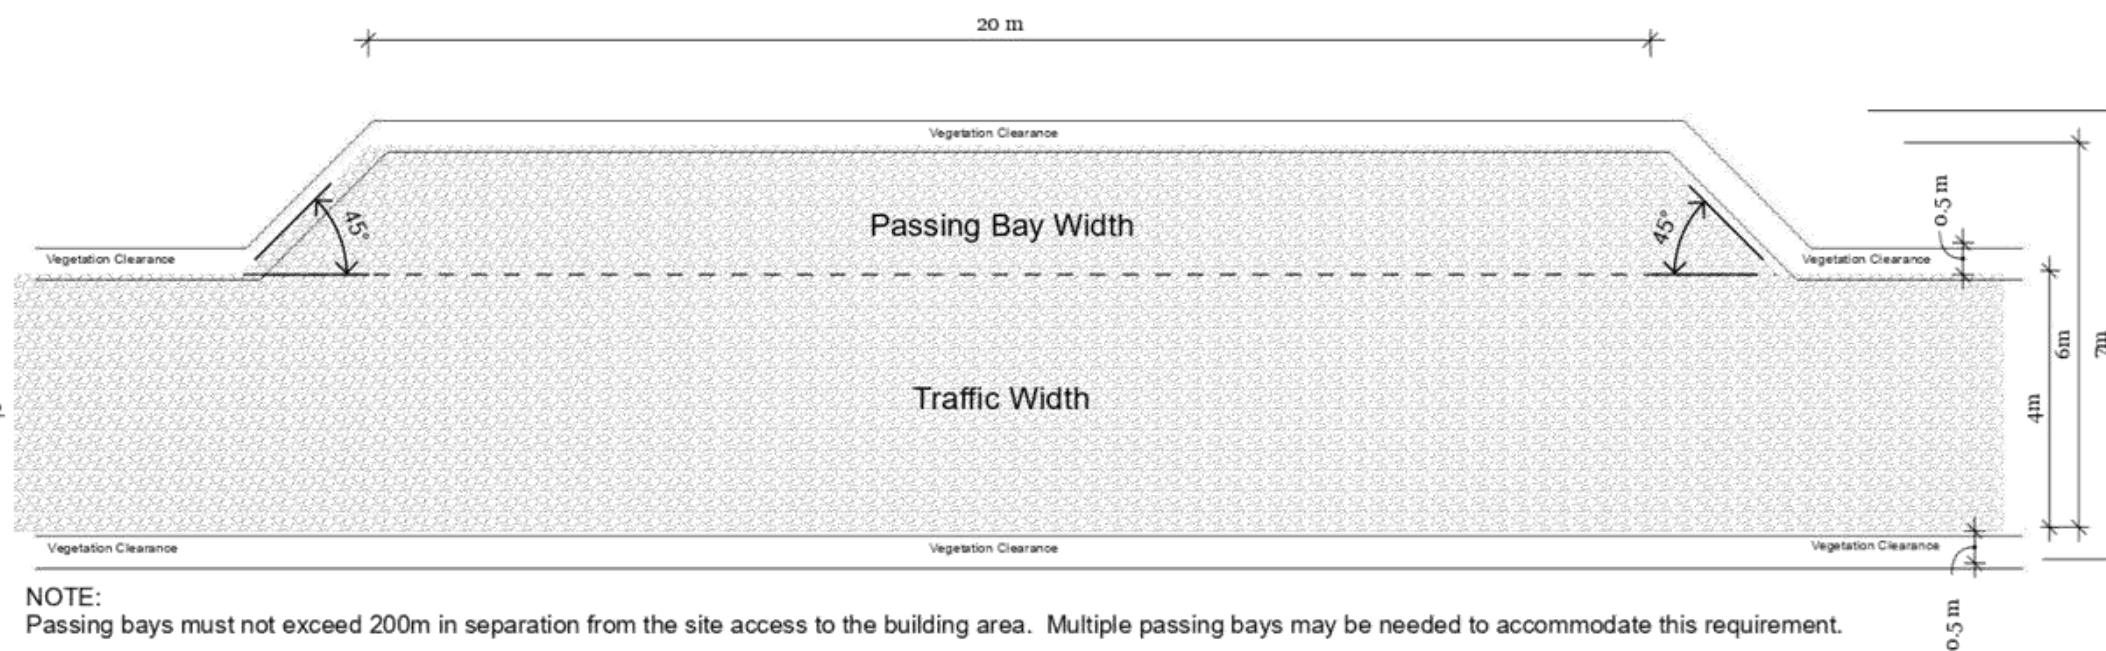 20 m
Vegetation Clearance
45°
Passing Bay Width
45°
0.5 m
Vegetation Clearance
Vegetation Clearance
6m
7m
Traffic Width
4m
Vegetation Clearance
Vegetation Clearance
Vegetation Clearance
NOTE:
Passing bays must not exceed 200m in separation from the site access to the building area. Multiple passing bays may be needed to accommodate this requirement.
0.5 m